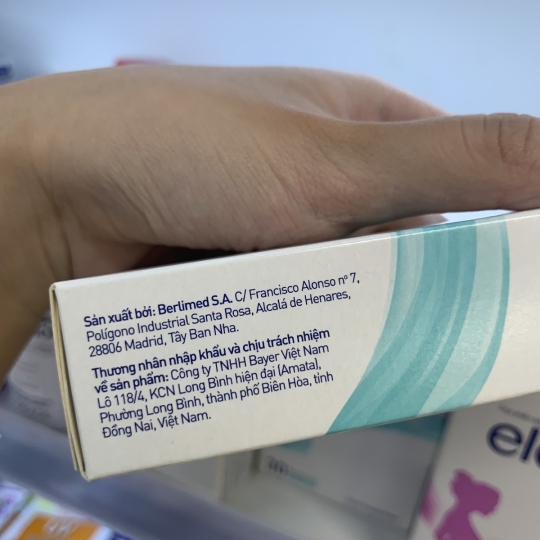 Sản xuất bởi: Berlimed S.A. C/ Francisco Alonso nº 7,
Polígono Industrial Santa Rosa, Alcalá de Henares,
28806 Madrid, Tây Ban Nha.
Thương nhân nhập khẩu và chịu trách nhiệm
về sản phẩm: Công ty TNHH Bayer Việt Nam
Lô 118/4, KCN Long Bình hiện đại (Amata),
Phường Long Bình, thành phố Biên Hòa, tỉnh
Đồng Nai, Việt Nam.